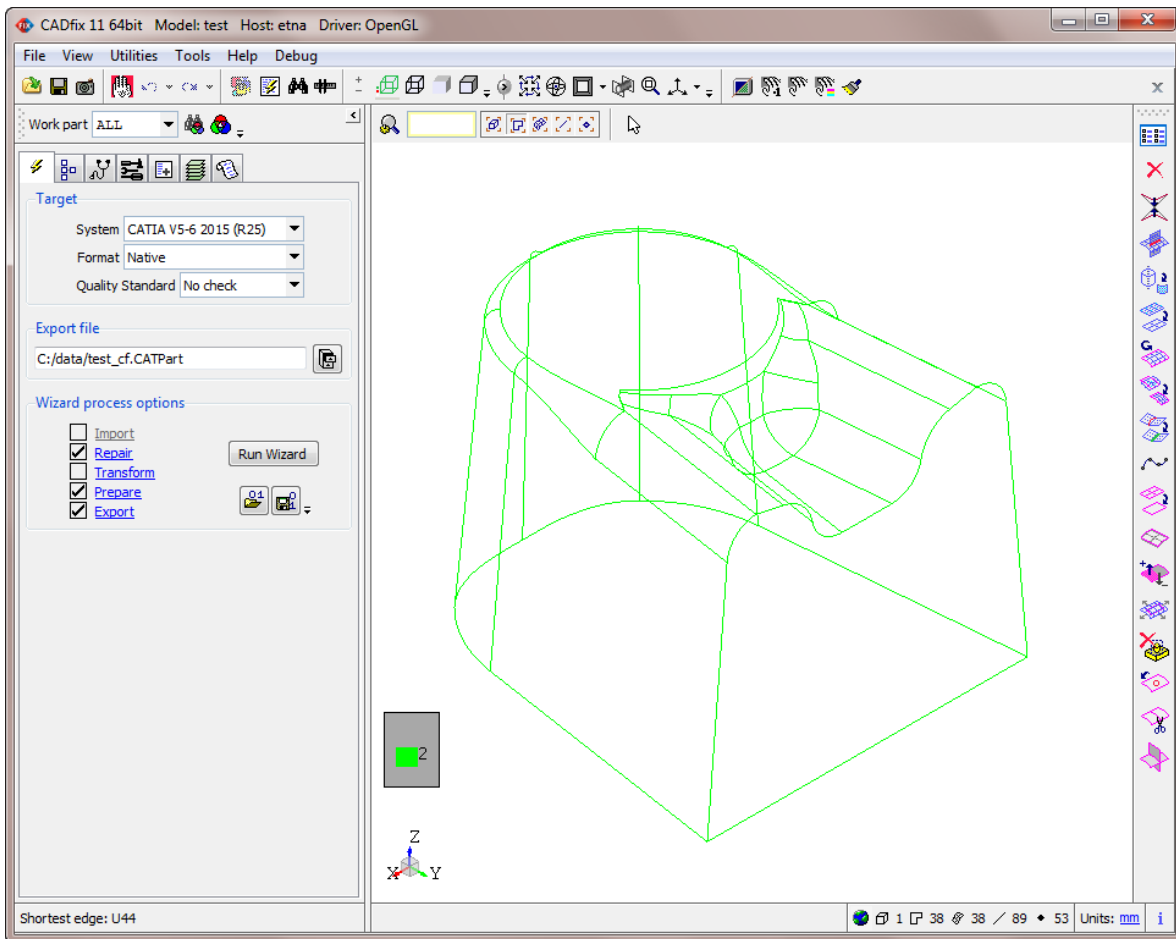 CADfix 11 64bit   Model: test   Host: etna   Driver: OpenGL
File View Utilities Tools Help Debug
Work part ALL
Target
System CATIA V5-6 2015 (R25)
Format Native
Quality Standard No check
Export file
C:/data/test_cf.CATPart
Wizard process options
Import
Repair
Run Wizard
Transform
Prepare
Export
2
Z
X Y
Shortest edge: U44
1 38 38 89 53 Units: mm i